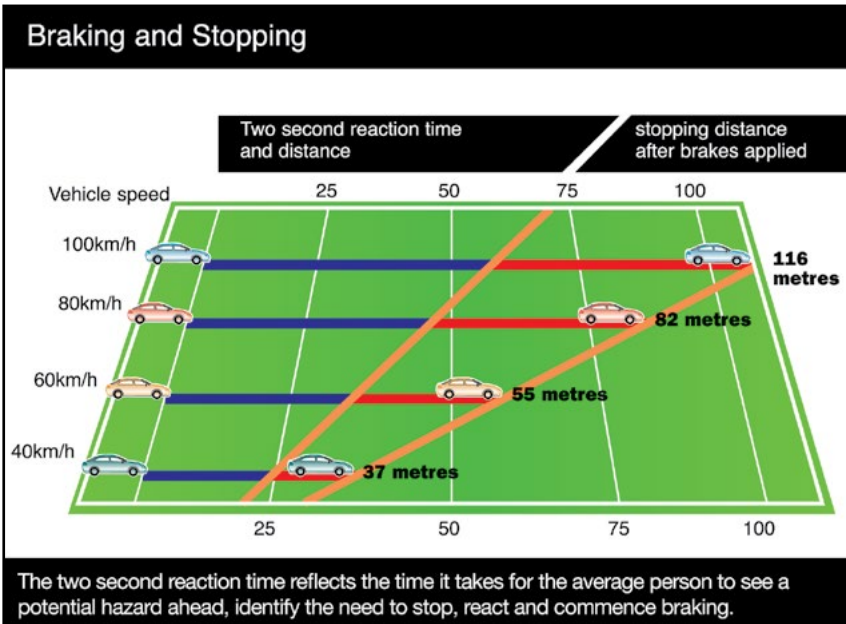 Braking and Stopping
Two second reaction time
and distance
stopping distance
after brakes applied
Vehicle speed
25
50
75
100
100km/h
116
metres
80km/h
82 metres
60km/h
55 metres
40km/h
37 metres
25
50
75
100
The two second reaction time reflects the time it takes for the average person to see a
potential hazard ahead, identify the need to stop, react and commence braking.